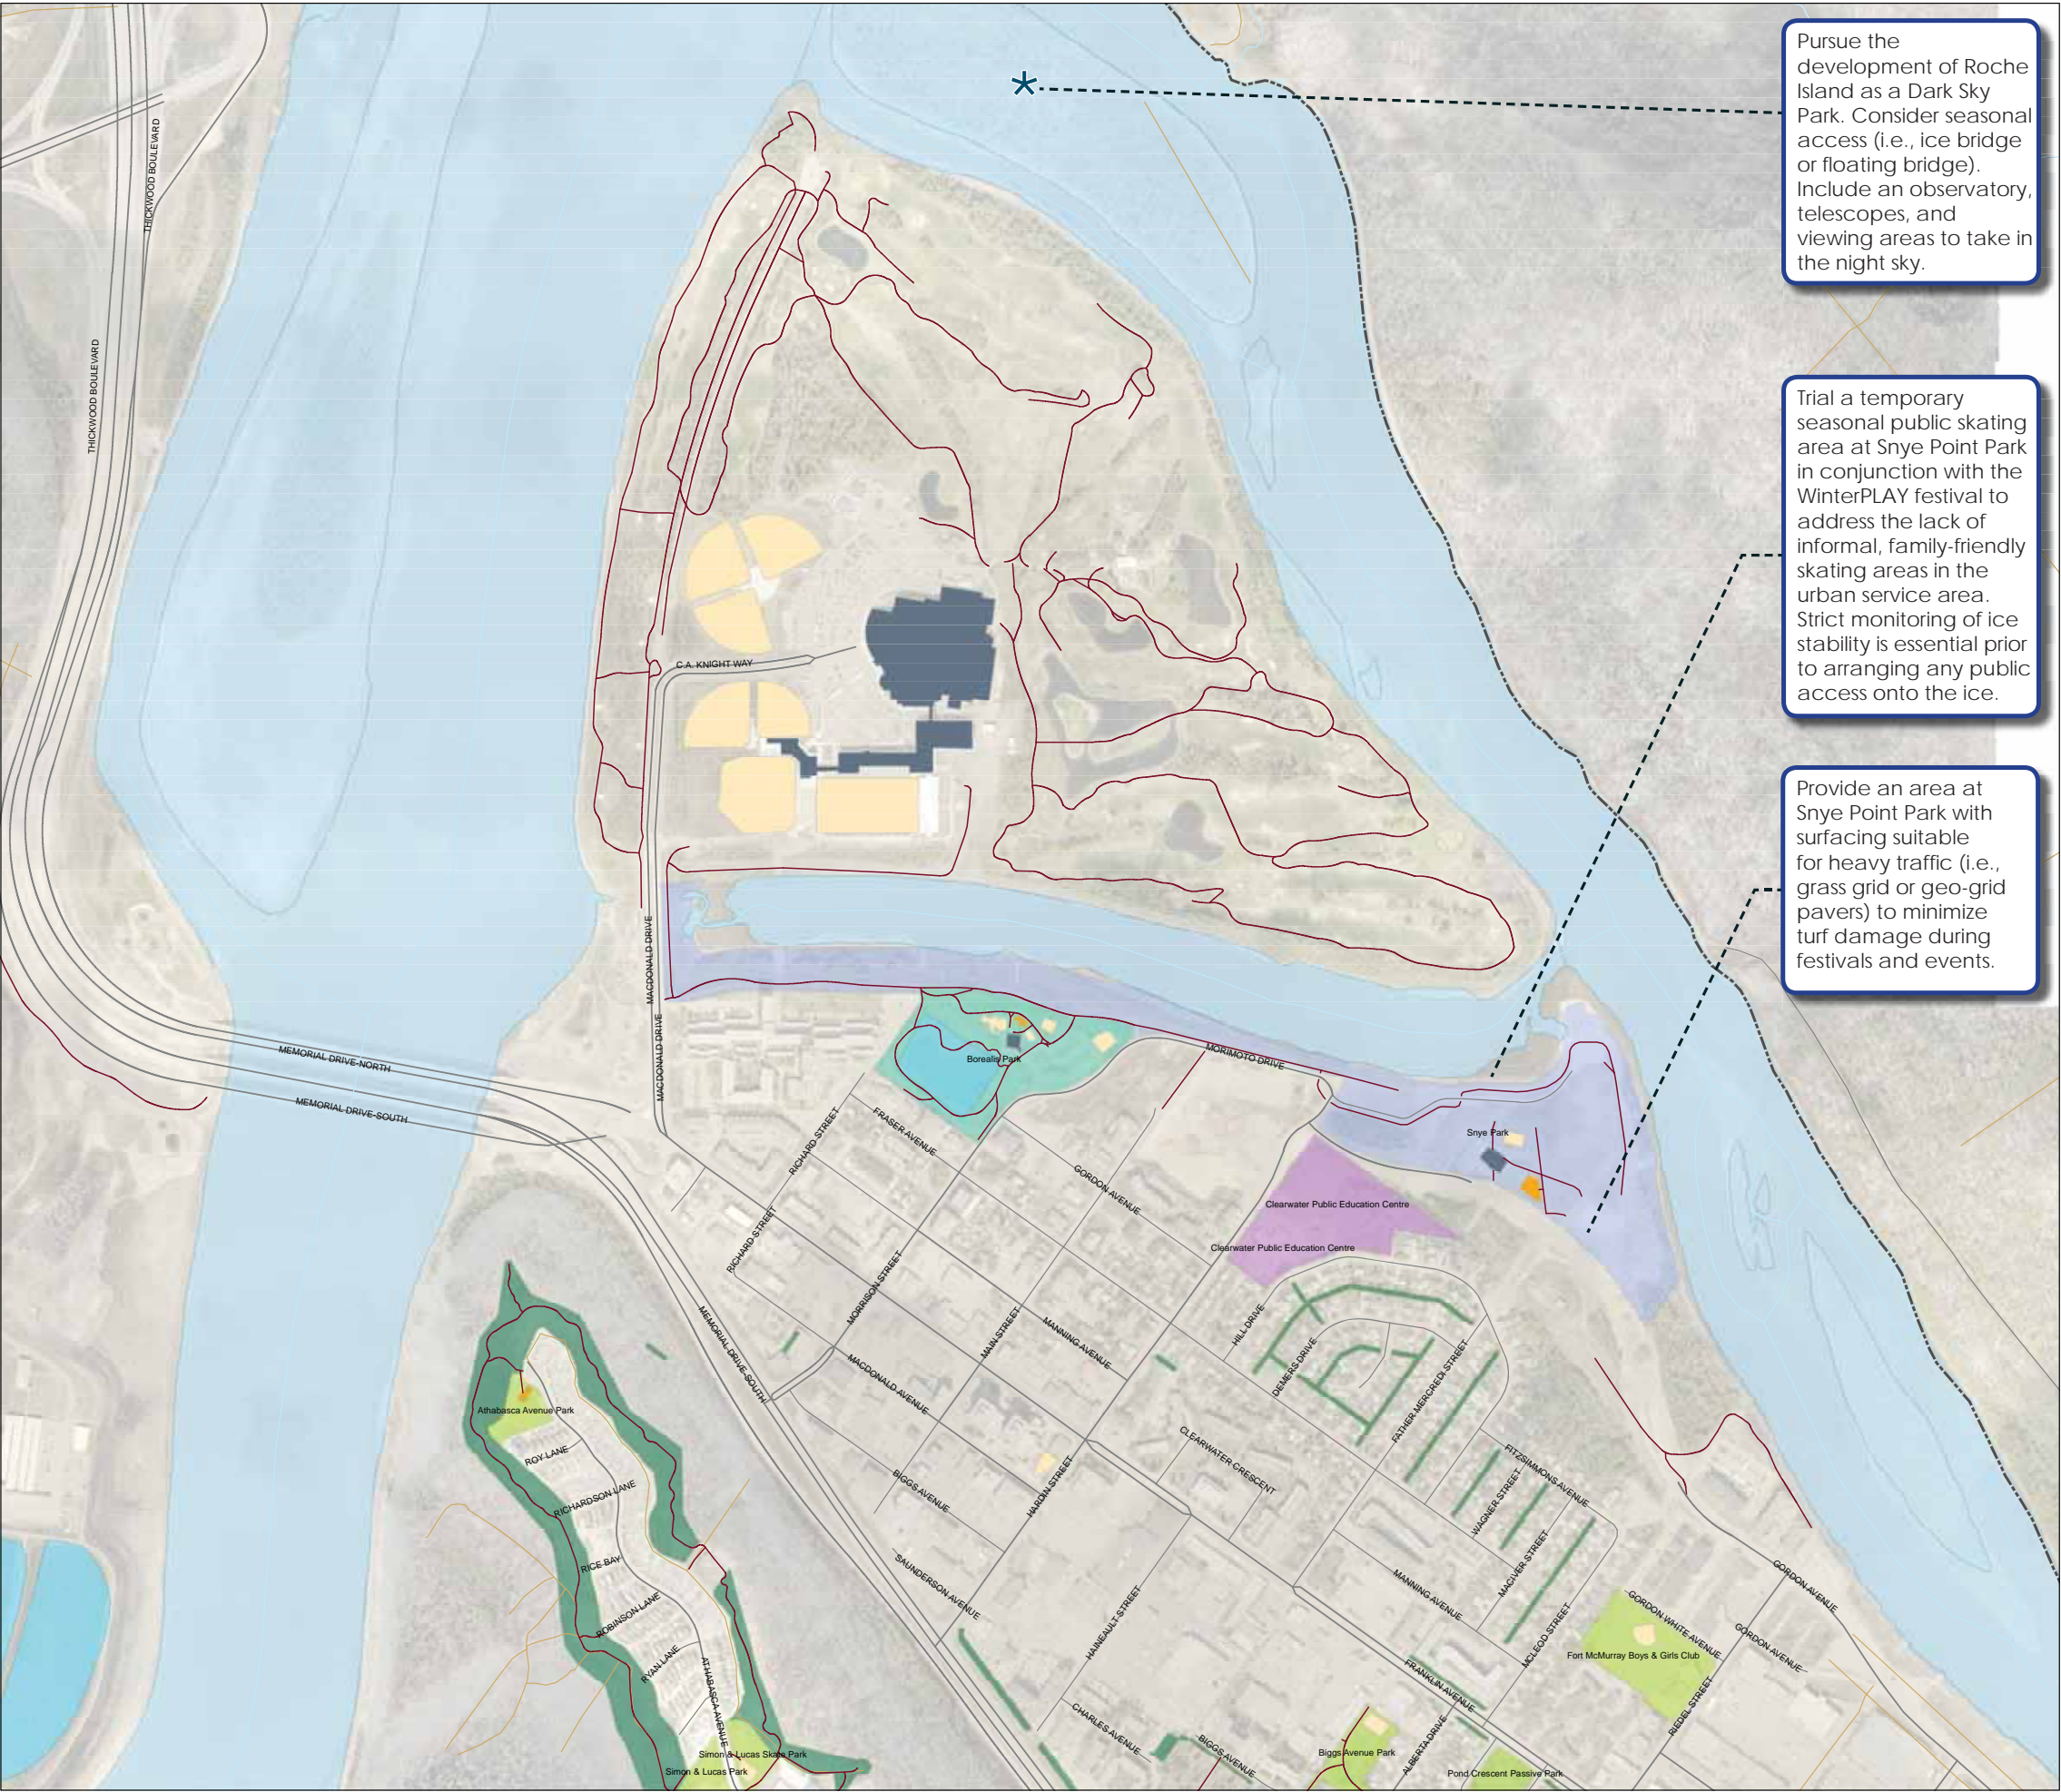 Pursue the
development of Roche
Island as a Dark Sky
Park. Consider seasonal
access (i.e., ice bridge
or floating bridge).
Include an observatory,
telescopes, and
viewing areas to take in
the night sky.
Trial a temporary
seasonal public skating
area at Snye Point Park
in conjunction with the
WinterPLAY festival to
address the lack of
informal, family-friendly
skating areas in the
urban service area.
Strict monitoring of ice
stability is essential prior
to arranging any public
access onto the ice.
Provide an area at
Snye Point Park with
surfacing suitable
for heavy traffic (i.e.,
grass grid or geo-grid
pavers) to minimize
turf damage during
festivals and events.
THICKWOOD BOULEVARD
THICKWOOD BOULEVARD
C.A. KNIGHT WAY
MACDONALD DRIVE
MACDONALD DRIVE
MEMORIAL DRIVE-NORTH
MEMORIAL DRIVE-SOUTH
Borealis Park
MORIMOTO DRIVE
Snye Park
RICHARD STREET
FRASER AVENUE
GORDON AVENUE
Clearwater Public Education Centre
Clearwater Public Education Centre
RICHARD STREET
MORRISON STREET
MAIN STREET
MANNING AVENUE
HILL DRIVE
DEMERS DRIVE
FATHER MERCREDI STREET
MEMORIAL DRIVE-SOUTH
MACDONALD AVENUE
Athabasca Avenue Park
ROY LANE
RICHARDSON LANE
RICE BAY
ROBINSON LANE
RYAN LANE
ATHABASCA AVENUE
BIGGS AVENUE
HARDIN STREET
CLEARWATER CRESCENT
FITZSIMMONS AVENUE
WAGNER STREET
MACIVER STREET
SAUNDERSON AVENUE
HAINEAULT STREET
MANNING AVENUE
MCLEOD STREET
GORDON AVENUE
GORDON WHITE AVENUE
GORDON AVENUE
Fort McMurray Boys & Girls Club
FRANKLIN AVENUE
RIEDEL STREET
CHARLES AVENUE
BIGGS AVENUE
ALBERTA DRIVE
Biggs Avenue Park
Pond Crescent Passive Park
Simon & Lucas Skate Park
Simon & Lucas Park